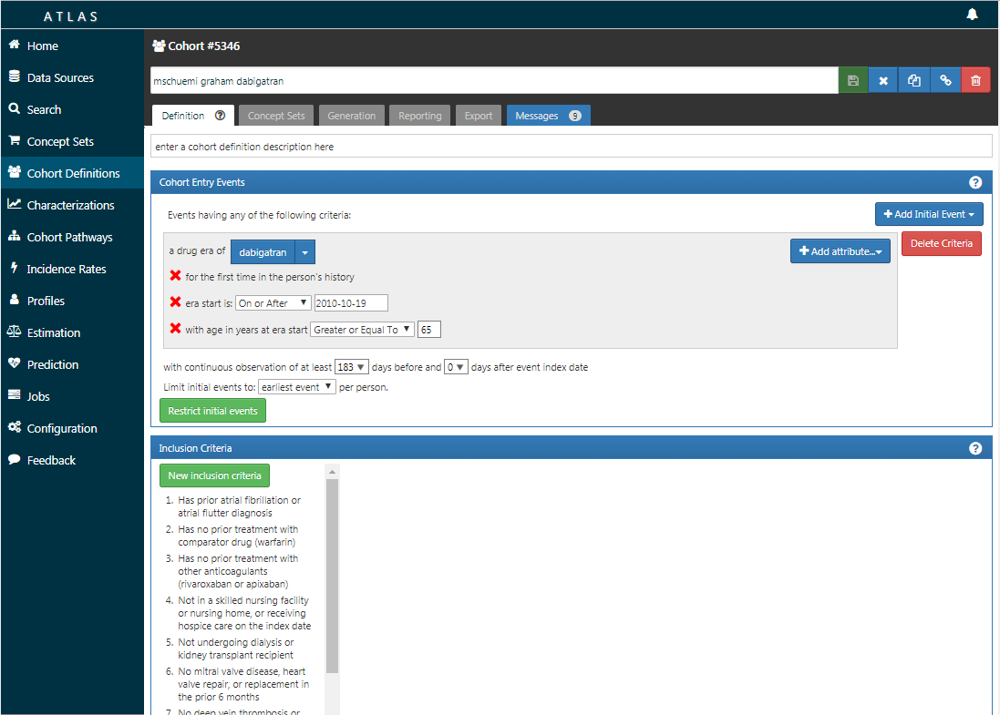 ATLAS
Home
Data Sources
Search
Concept Sets
Cohort Definitions
Characterizations
Cohort Pathways
Incidence Rates
Profiles
Estimation
Prediction
Jobs
Configuration
Feedback
Cohort #5346
mschuemi graham dabigatran
Definition ? Concept Sets Generation Reporting Export Messages 9
enter a cohort definition description here
Cohort Entry Events ?
Events having any of the following criteria: + Add Initial Event
a drug era of dabigatran + Add attribute... Delete Criteria
for the first time in the person's history
era start is: On or After 2010-10-19
with age in years at era start Greater or Equal To 65
with continuous observation of at least 183 days before and 0 days after event index date
Limit initial events to: earliest event per person.
Restrict initial events
Inclusion Criteria ?
New inclusion criteria
1. Has prior atrial fibrillation or
atrial flutter diagnosis
2. Has no prior treatment with
comparator drug (warfarin)
3. Has no prior treatment with
other anticoagulants
(rivaroxaban or apixaban)
4. Not in a skilled nursing facility
or nursing home, or receiving
hospice care on the index date
5. Not undergoing dialysis or
kidney transplant recipient
6. No mitral valve disease, heart
valve repair, or replacement in
the prior 6 months
7. No deep vein thrombosis or